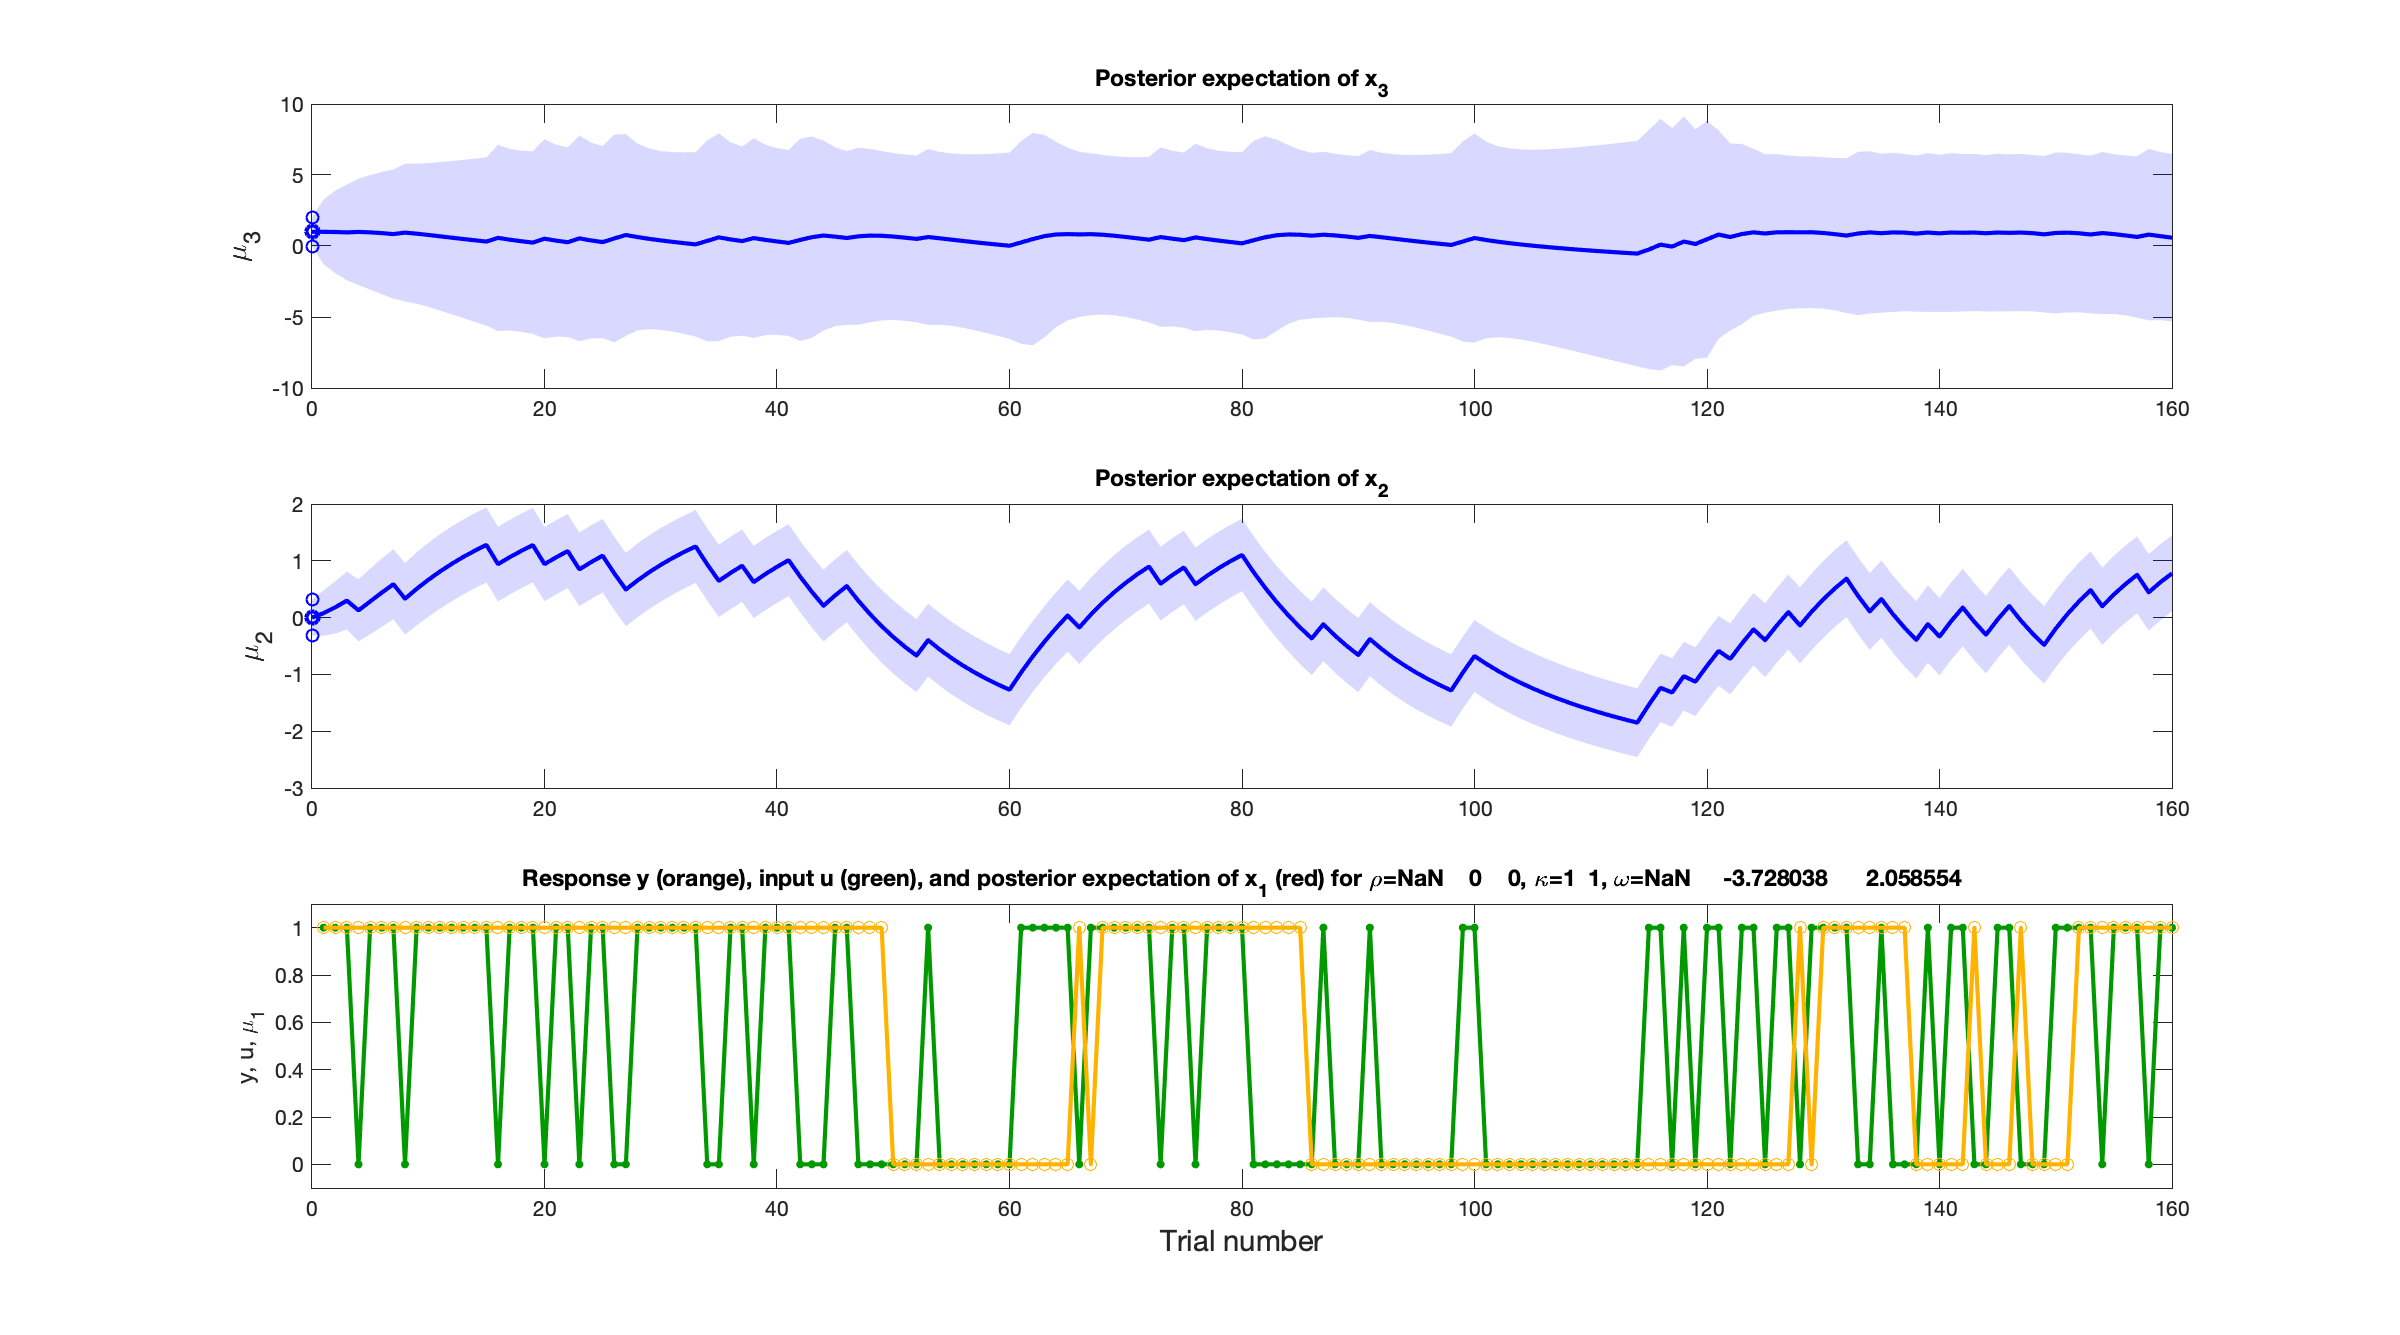 Posterior expectation of x3
10
5
0
-5
-10
μ3
0 20 40 60 80 100 120 140 160
Posterior expectation of x2
2
1
0
-1
-2
-3
μ2
0 20 40 60 80 100 120 140 160
Response y (orange), input u (green), and posterior expectation of x1 (red) for ρ=NaN 0 0, κ=1 1, ω=NaN -3.728038 2.058554
1
0.8
0.6
0.4
0.2
0
y, u, μ1
0 20 40 60 80 100 120 140 160
Trial number